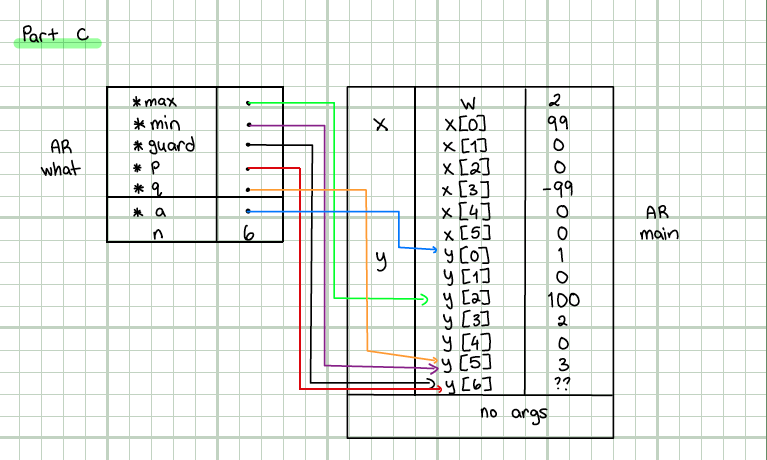 Part C
*max
*min
*guard
* p
* q
* a
n 6
AR
what
W 2
x x[0] 99
x[1] 0
x[2] 0
x[3] -99
x[4] 0
x[5] 0
y y[0] 1
y[1] 0
y[2] 100
y[3] 2
y[4] 0
y[5] 3
y[6] ??
no args
AR
main